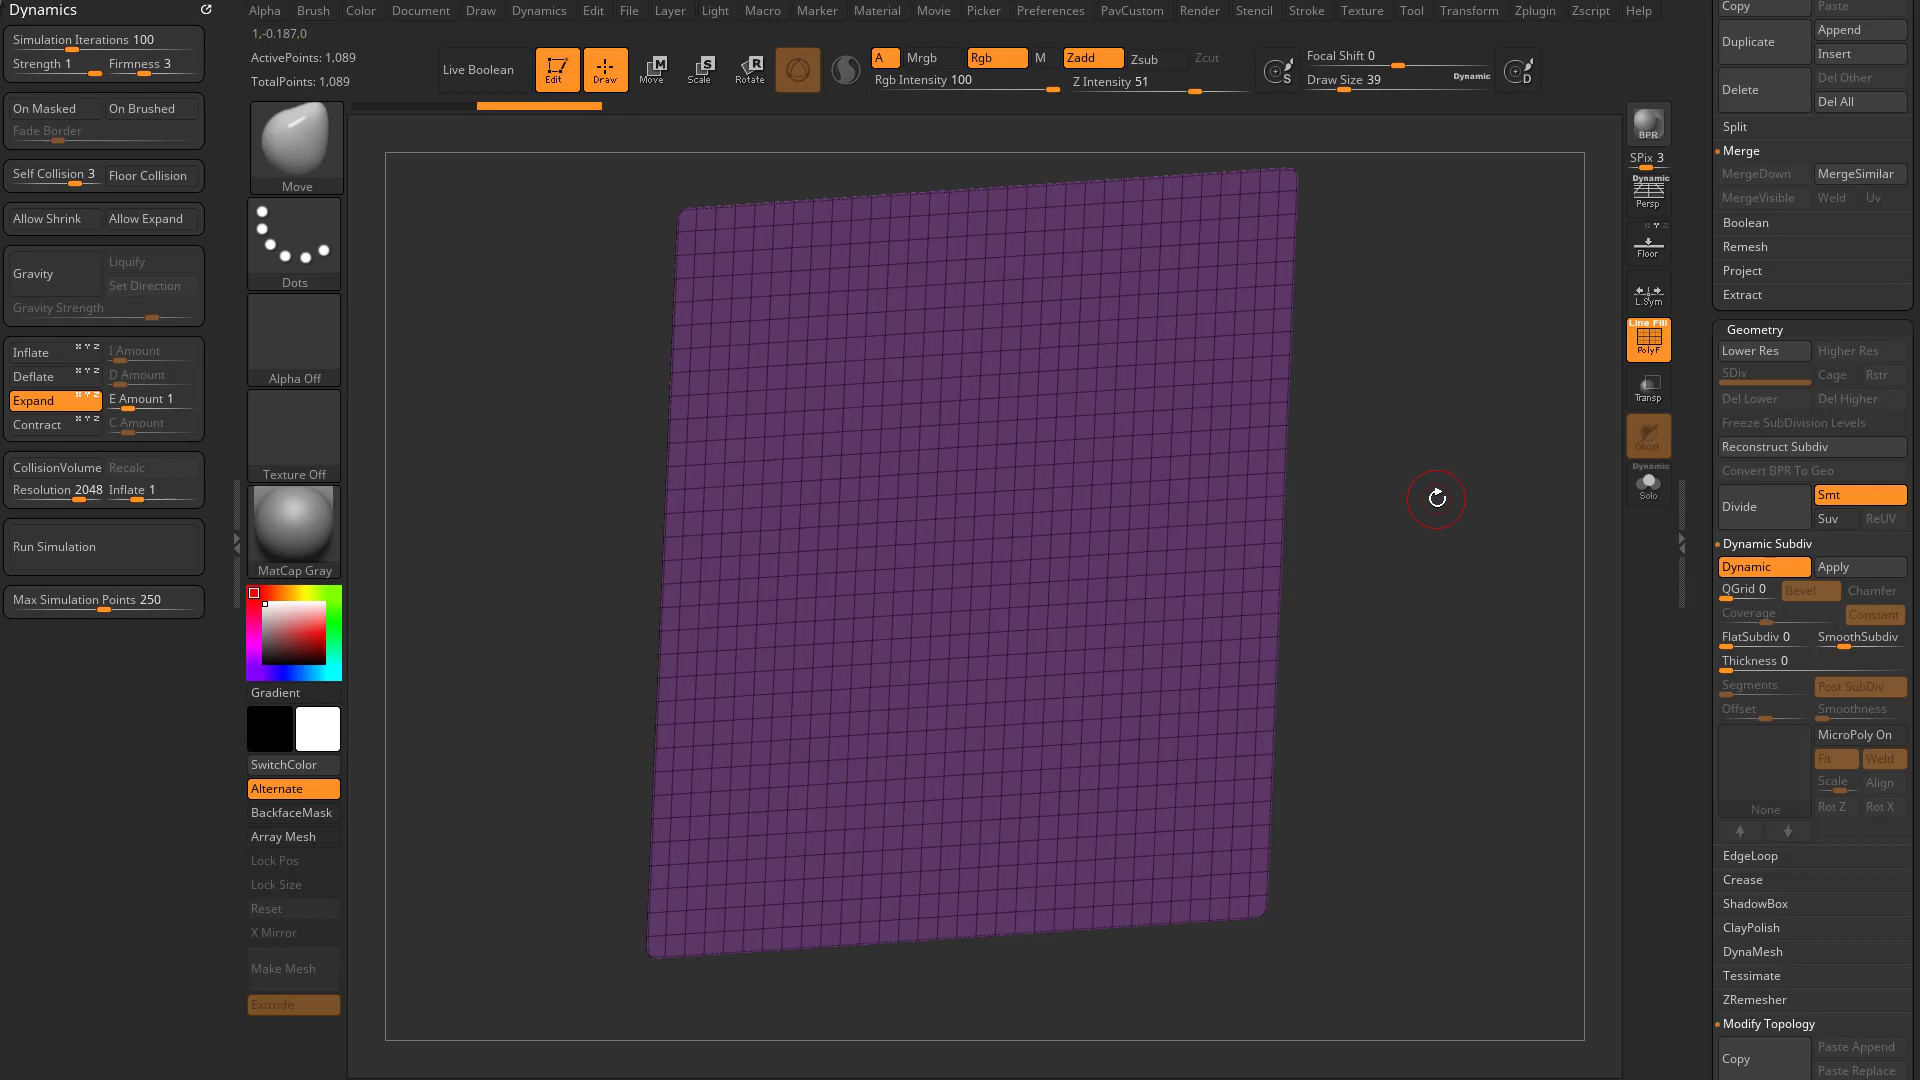 Dynamics
Simulation Iterations 100
Strength 1 Firmness 3
On Masked On Brushed
Fade Border
Self Collision 3 Floor Collision
Allow Shrink Allow Expand
Gravity
Liquify
Set Direction
Gravity Strength
Inflate I Amount
Deflate D Amount
Expand E Amount 1
Contract C Amount
CollisionVolume Recalc
Resolution 2048 Inflate 1
Run Simulation
Max Simulation Points 250
Alpha Brush Color Document Draw Dynamics Edit File Layer Light Macro Marker Material Movie Picker Preferences PavCustom Render Stencil Stroke Texture Tool Transform Zplugin Zscript Help
1,-0.187,0
ActivePoints: 1,089
TotalPoints: 1,089
Live Boolean
Edit
Draw
Move
Scale
Rotate
A Mrgb Rgb M Zadd Zsub Zcut
Rgb Intensity 100 Z Intensity 51
S
Focal Shift 0
Draw Size 39 Dynamic
D
Move
Dots
Alpha Off
Texture Off
MatCap Gray
Gradient
SwitchColor
Alternate
BackfaceMask
Array Mesh
Lock Pos
Lock Size
Reset
X Mirror
Make Mesh
Extrude
BPR
SPix 3
Dynamic
Persp
Floor
L.Sym
Line Fill
PolyF
Transp
Ghost
Dynamic
Solo
Copy Paste
Duplicate
Append
Insert
Delete
Del Other
Del All
Split
Merge
MergeDown MergeSimilar
MergeVisible Weld Uv
Boolean
Remesh
Project
Extract
Geometry
Lower Res Higher Res
SDiv Cage Rstr
Del Lower Del Higher
Freeze SubDivision Levels
Reconstruct Subdiv
Convert BPR To Geo
Divide
Smt
Suv ReUV
Dynamic Subdiv
Dynamic Apply
QGrid 0 Bevel Chamfer
Coverage Constant
FlatSubdiv 0 SmoothSubdiv
Thickness 0
Segments Post SubDiv
Offset Smoothness
MicroPoly On
Fit Weld
Scale Align
None Rot Z Rot X
EdgeLoop
Crease
ShadowBox
ClayPolish
DynaMesh
Tessimate
ZRemesher
Modify Topology
Copy
Paste Append
Paste Replace